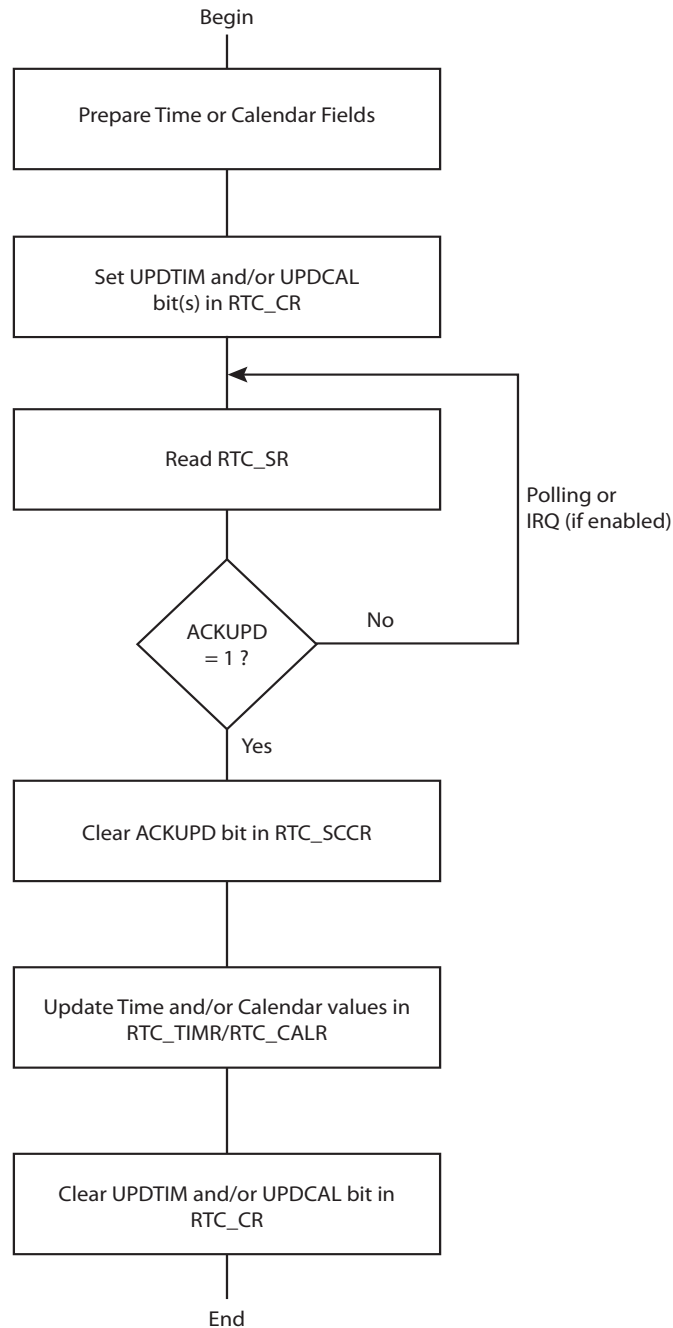 Begin
Prepare Time or Calendar Fields
Set UPDTIM and/or UPDCAL
bit(s) in RTC_CR
Read RTC_SR
Polling or
IRQ (if enabled)
ACKUPD
= 1 ?
No
Yes
Clear ACKUPD bit in RTC_SCCR
Update Time and/or Calendar values in
RTC_TIMR/RTC_CALR
Clear UPDTIM and/or UPDCAL bit in
RTC_CR
End